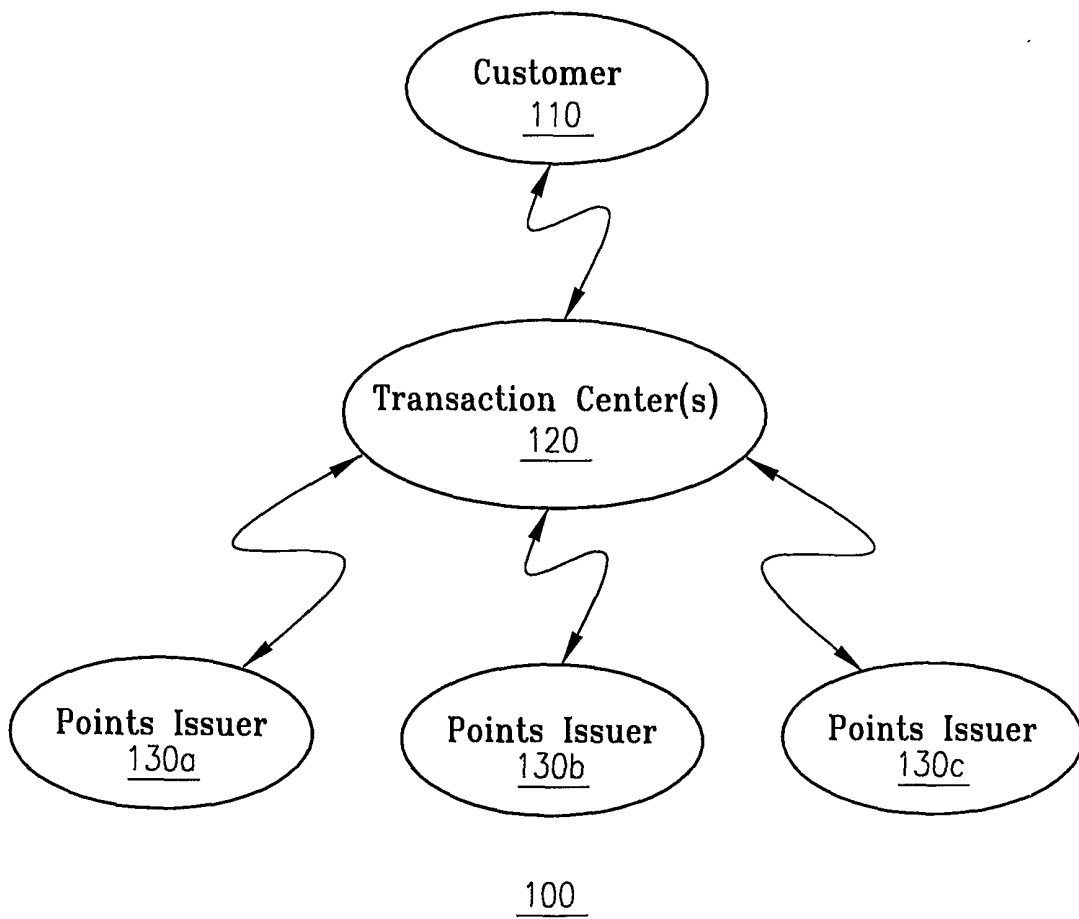 Customer
110
Transaction Center(s)
120
Points Issuer
130a
Points Issuer
130b
Points Issuer
130c
100